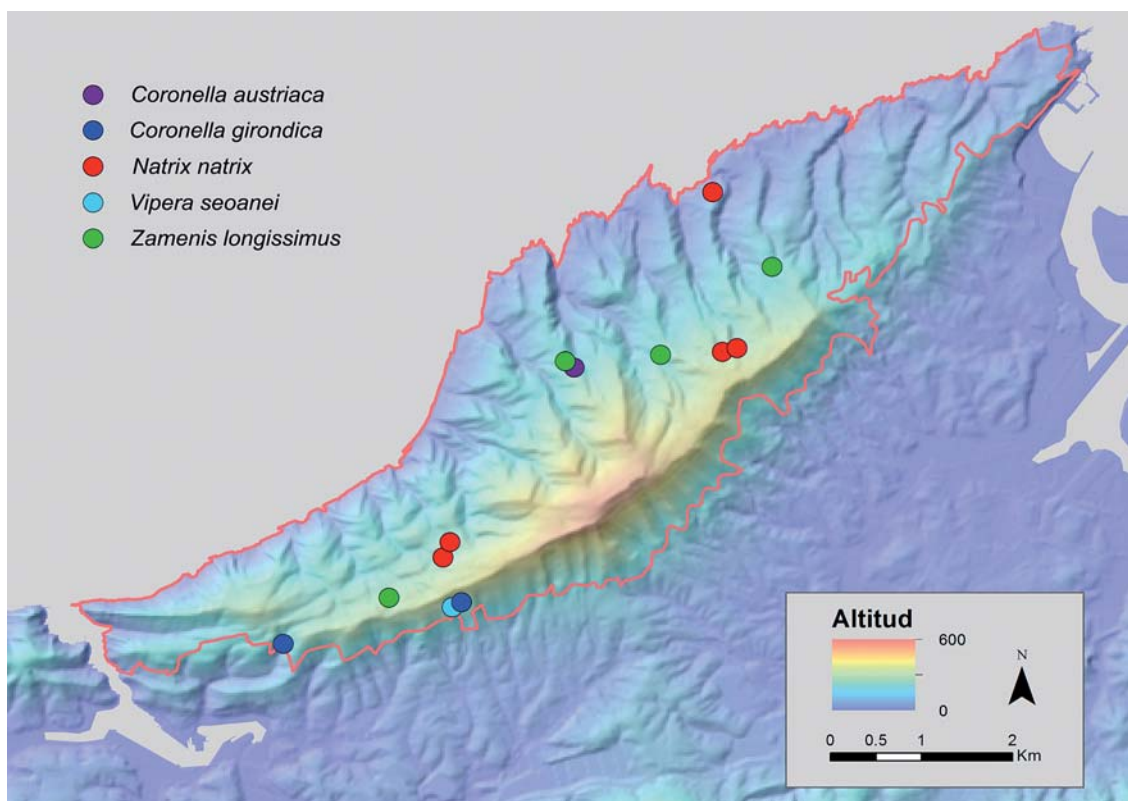 Coronella austriaca
Coronella girondica
Natrix natrix
Vipera seoanei
Zamenis longissimus
Altitud
600
0
N
0 0.5 1 2
Km